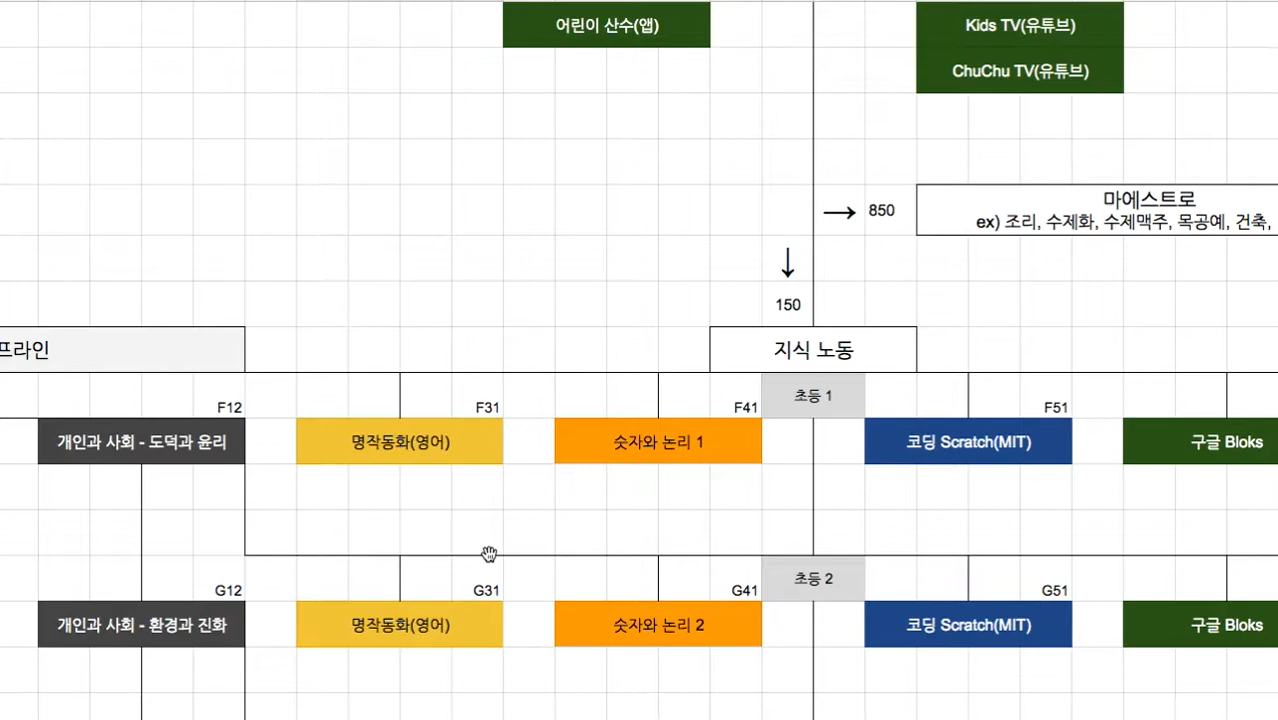 어린이 산수(앱)
Kids TV(유튜브)
ChuChu TV(유튜브)
→ 850
마에스트로
ex) 조리, 수제화, 수제맥주, 목공예, 건축,
↓
150
프라인
지식 노동
초등 1
F12
F31
F41
F51
개인과 사회 - 도덕과 윤리
명작동화(영어)
숫자와 논리 1
코딩 Scratch(MIT)
구글 Bloks
초등 2
G12
G31
G41
G51
개인과 사회 - 환경과 진화
명작동화(영어)
숫자와 논리 2
코딩 Scratch(MIT)
구글 Bloks